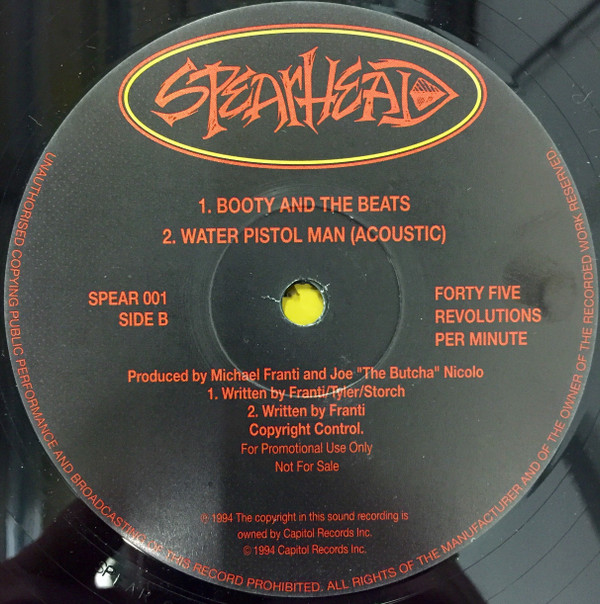 SPEARHEAD
1. BOOTY AND THE BEATS
2. WATER PISTOL MAN (ACOUSTIC)
SPEAR 001
SIDE B
FORTY FIVE
REVOLUTIONS
PER MINUTE
Produced by Michael Franti and Joe "The Butcha" Nicolo
1. Written by Franti/Tyler/Storch
2. Written by Franti
Copyright Control.
For Promotional Use Only
Not For Sale
℗ 1994 The copyright in this sound recording is
owned by Capitol Records Inc.
© 1994 Capitol Records Inc.
UNAUTHORISED COPYING PUBLIC PERFORMANCE AND BROADCASTING OF THIS RECORD PROHIBITED. ALL RIGHTS OF THE MANUFACTURER AND OF THE OWNER OF THE RECORDED WORK RESERVED.